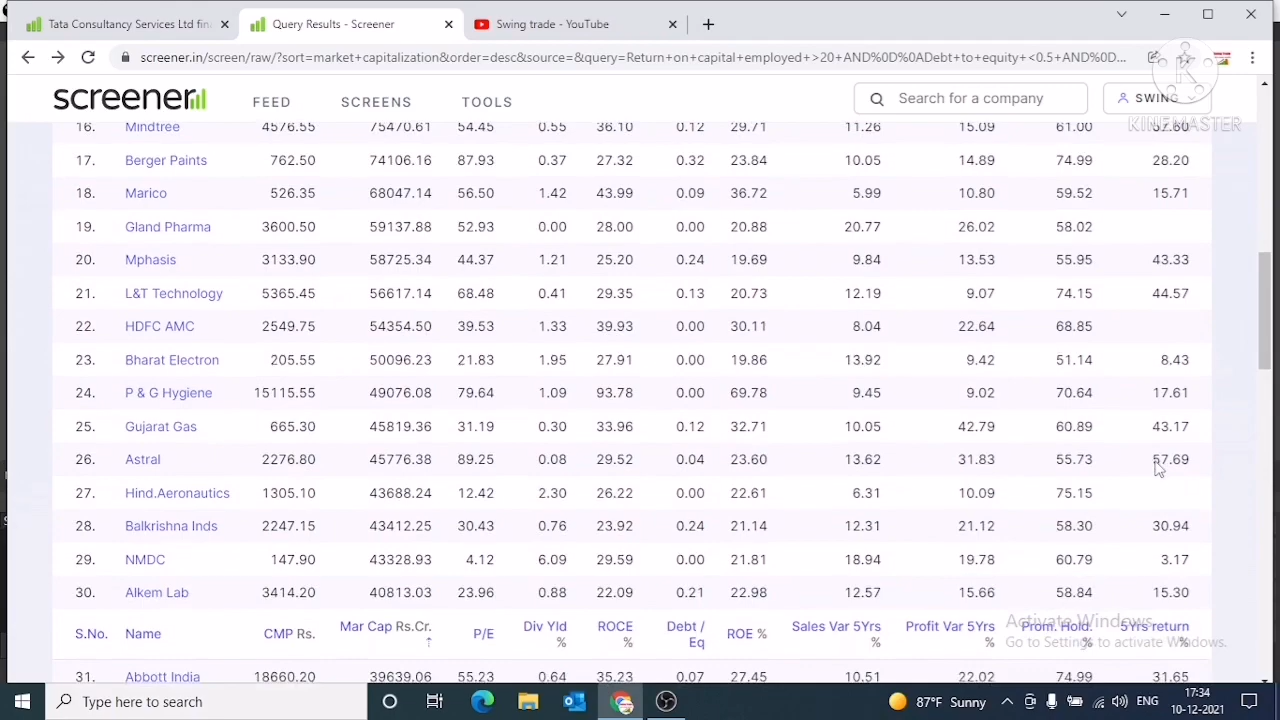 Tata Consultancy Services Ltd fin
Query Results - Screener
Swing trade - YouTube
screener.in/screen/raw/?sort=market+capitalization&order=desc&source=&query=Return+on+capital+employed+>20+AND%0D%0ADebt+to+equity+<0.5+AND%0D...
screener
FEED SCREENS TOOLS
Search for a company
SWING
KINEMASTER
16. Mindtree 4576.55 75470.61 54.45 0.55 36.10 0.12 29.71 11.26 15.09 61.00 57.60
17. Berger Paints 762.50 74106.16 87.93 0.37 27.32 0.32 23.84 10.05 14.89 74.99 28.20
18. Marico 526.35 68047.14 56.50 1.42 43.99 0.09 36.72 5.99 10.80 59.52 15.71
19. Gland Pharma 3600.50 59137.88 52.93 0.00 28.00 0.00 20.88 20.77 26.02 58.02
20. Mphasis 3133.90 58725.34 44.37 1.21 25.20 0.24 19.69 9.84 13.53 55.95 43.33
21. L&T Technology 5365.45 56617.14 68.48 0.41 29.35 0.13 20.73 12.19 9.07 74.15 44.57
22. HDFC AMC 2549.75 54354.50 39.53 1.33 39.93 0.00 30.11 8.04 22.64 68.85
23. Bharat Electron 205.55 50096.23 21.83 1.95 27.91 0.00 19.86 13.92 9.42 51.14 8.43
24. P & G Hygiene 15115.55 49076.08 79.64 1.09 93.78 0.00 69.78 9.45 9.02 70.64 17.61
25. Gujarat Gas 665.30 45819.36 31.19 0.30 33.96 0.12 32.71 10.05 42.79 60.89 43.17
26. Astral 2276.80 45776.38 89.25 0.08 29.52 0.04 23.60 13.62 31.83 55.73 57.69
27. Hind.Aeronautics 1305.10 43688.24 12.42 2.30 26.22 0.00 22.61 6.31 10.09 75.15
28. Balkrishna Inds 2247.15 43412.25 30.43 0.76 23.92 0.24 21.14 12.31 21.12 58.30 30.94
29. NMDC 147.90 43328.93 4.12 6.09 29.59 0.00 21.81 18.94 19.78 60.79 3.17
30. Alkem Lab 3414.20 40813.03 23.96 0.88 22.09 0.21 22.98 12.57 15.66 58.84 15.30
S.No. Name CMP Rs. Mar Cap Rs.Cr. P/E Div Yld % ROCE % Debt / Eq ROE % Sales Var 5Yrs % Profit Var 5Yrs % Prom. Hold. % 5Yrs return %
Activate Windows
Go to Settings to activate Windows.
31. Abbott India 18660.20 39639.06 55.23 0.64 35.23 0.07 27.45 10.51 22.02 74.99 31.65
Type here to search
87°F Sunny
ENG
17:34
10-12-2021